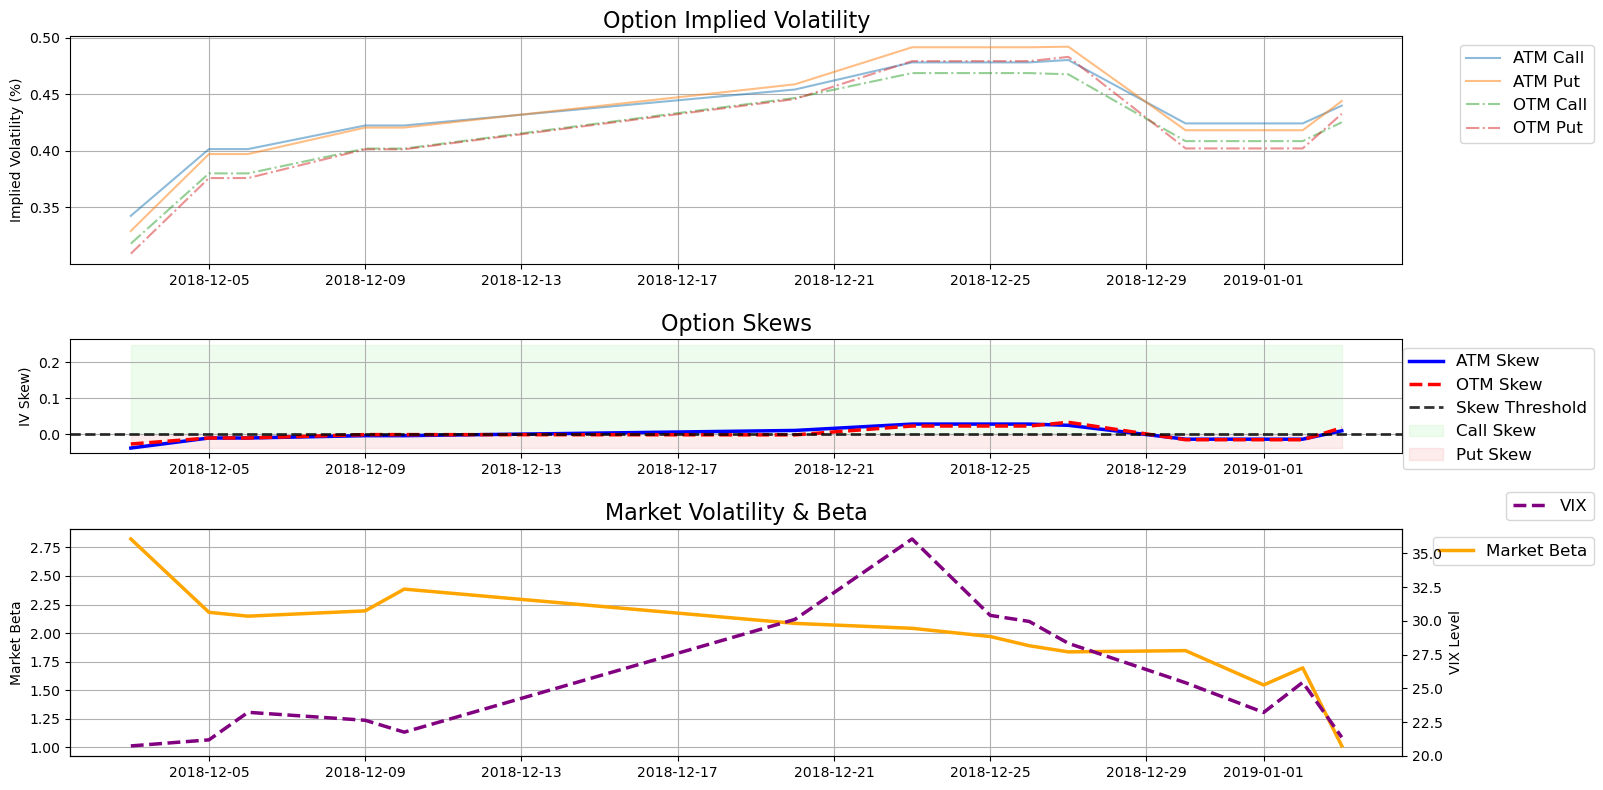 Option Implied Volatility
Implied Volatility (%)
0.50
0.45
0.40
0.35
2018-12-05 2018-12-09 2018-12-13 2018-12-17 2018-12-21 2018-12-25 2018-12-29 2019-01-01
ATM Call
ATM Put
OTM Call
OTM Put
Option Skews
IV Skew)
0.2
0.1
0.0
2018-12-05 2018-12-09 2018-12-13 2018-12-17 2018-12-21 2018-12-25 2018-12-29 2019-01-01
ATM Skew
OTM Skew
Skew Threshold
Call Skew
Put Skew
Market Volatility & Beta
Market Beta
2.75
2.50
2.25
2.00
1.75
1.50
1.25
1.00
2018-12-05 2018-12-09 2018-12-13 2018-12-17 2018-12-21 2018-12-25 2018-12-29 2019-01-01
35.0
32.5
30.0
27.5
25.0
22.5
20.0
VIX Level
VIX
Market Beta